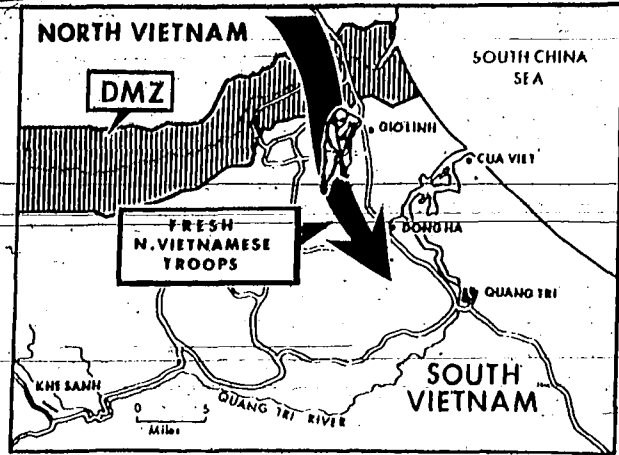 NORTH VIETNAM
SOUTH CHINA
SEA
DMZ
GIO LINH
CUA VIET
FRESH
N. VIETNAMESE
TROOPS
DONG HA
QUANG TRI
KHE SANH
SOUTH
VIETNAM
0 5
Miles
QUANG TRI RIVER